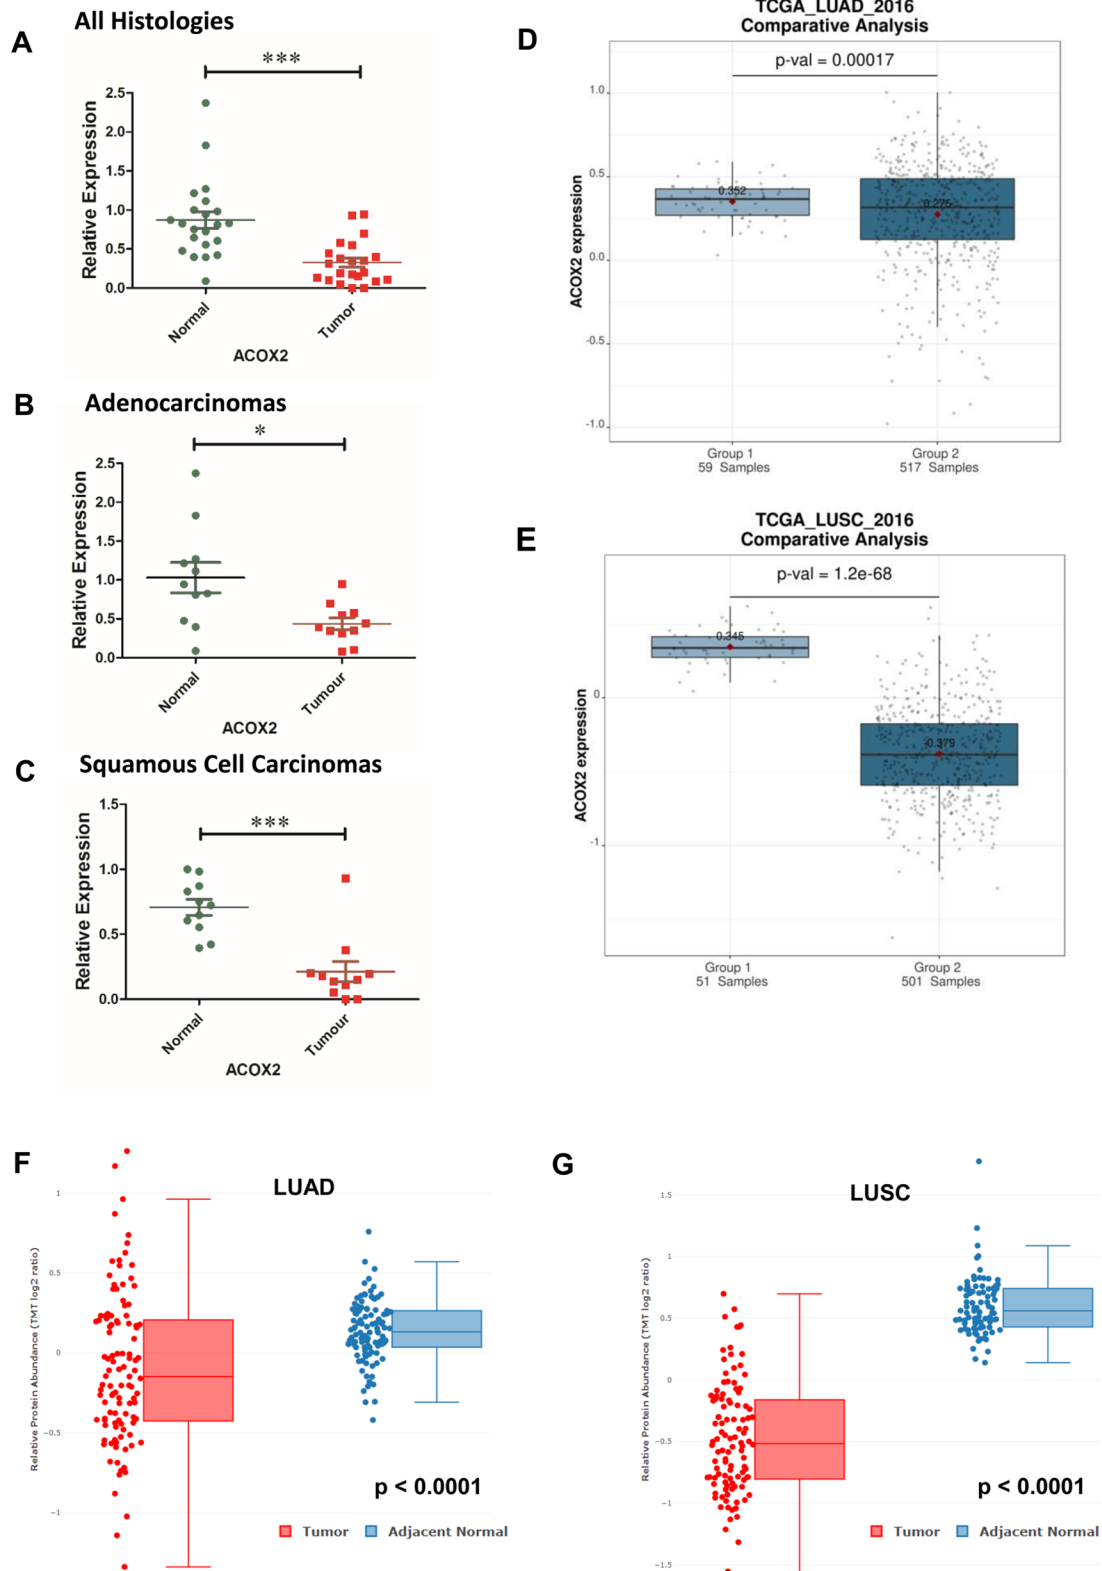 A
All Histologies
***
Relative Expression
2.5
2.0
1.5
1.0
0.5
0.0
Normal
Tumor
ACOX2
B
Adenocarcinomas
*
Relative Expression
2.5
2.0
1.5
1.0
0.5
0.0
Normal
Tumour
ACOX2
C
Squamous Cell Carcinomas
***
Relative Expression
1.5
1.0
0.5
0.0
Normal
Tumour
ACOX2
D
TCGA_LUAD_2016
Comparative Analysis
p-val = 0.00017
ACOX2 expression
1.0
0.5
0.0
-0.5
-1.0
0.352
0.275
Group 1
59 Samples
Group 2
517 Samples
E
TCGA_LUSC_2016
Comparative Analysis
p-val = 1.2e-68
ACOX2 expression
0
-1
0.345
-0.379
Group 1
51 Samples
Group 2
501 Samples
F
LUAD
Relative Protein Abundance (TMT log2 ratio)
1
0.5
0
−0.5
−1
p < 0.0001
Tumor
Adjacent Normal
G
LUSC
Relative Protein Abundance (TMT log2 ratio)
1.5
1
0.5
0
−0.5
−1
−1.5
p < 0.0001
Tumor
Adjacent Normal